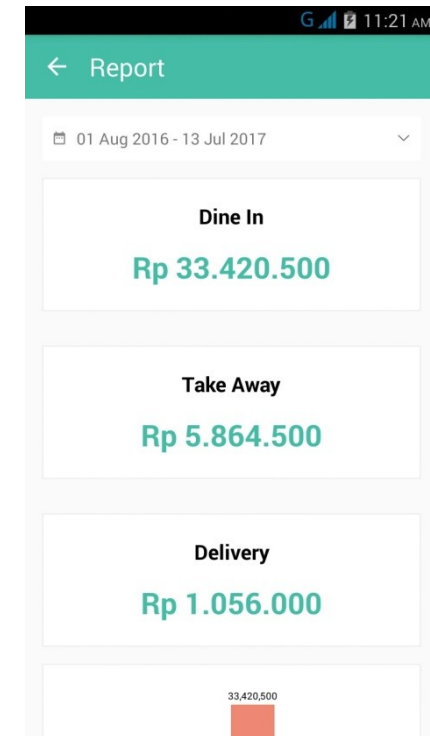 G 11:21 AM
Report
01 Aug 2016 - 13 Jul 2017
Dine In
Rp 33.420.500
Take Away
Rp 5.864.500
Delivery
Rp 1.056.000
33,420,500